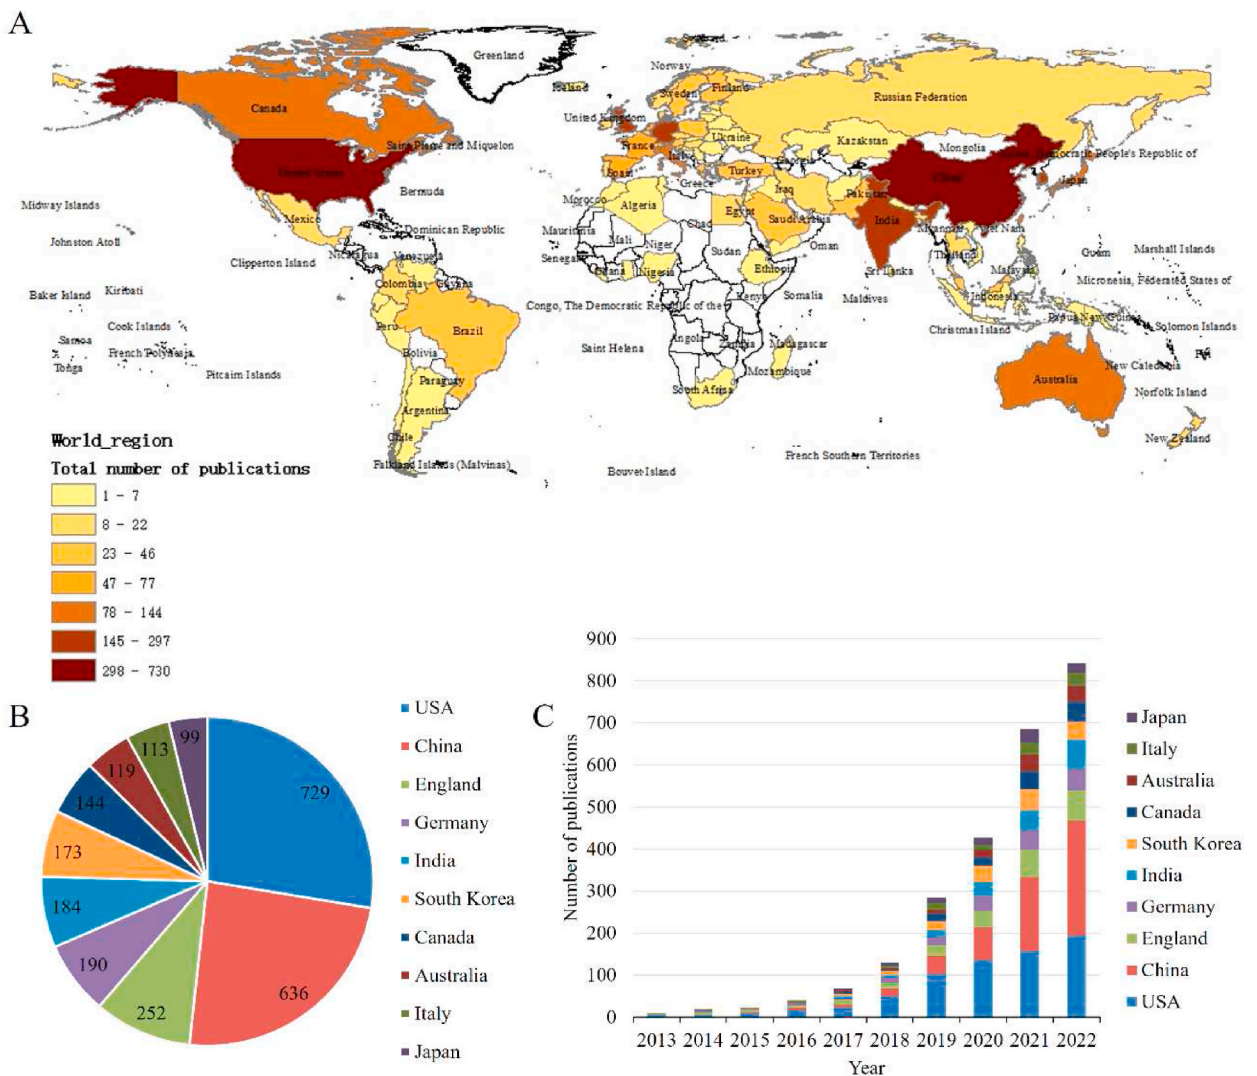 A
Greenland
Norway
Iceland
Sweden
Finland
Russian Federation
Canada
United Kingdom
Ukraine
Kazakstan
Mongolia
France
Saint Pierre and Miquelon
Italy
Georgia
Democratic People's Republic of
United States
Spain
Turkey
China
Japan
Bermuda
Greece
Morocco
Algeria
Iraq
Pakistan
Midway Islands
Mexico
Egypt
Saudi Arabia
India
Dominican Republic
Mauritania
Chad
Myanmar
Viet Nam
Johnston Atoll
Mali
Niger
Sudan
Oman
Thailand
Guam
Marshall Islands
Clipperton Island
Nicaragua
Venezuela
Senegal
Ghana
Nigeria
Ethiopia
Sri Lanka
Malaysia
Colombia
Guyana
Micronesia, Federated States of
Baker Island
Kiribati
Congo, The Democratic Republic of the
Kenya
Somalia
Maldives
Indonesia
Papua New Guinea
Cook Islands
Peru
Brazil
Christmas Island
Solomon Islands
Samoa
French Polynesia
Bolivia
Saint Helena
Angola
Zambia
Madagascar
Fiji
Tonga
Pitcairn Islands
Paraguay
Mozambique
Australia
New Caledonia
South Africa
Norfolk Island
Argentina
Chile
New Zealand
Falkland Islands (Malvinas)
Bouvet Island
French Southern Territories
World_region
Total number of publications
1 - 7
8 - 22
23 - 46
47 - 77
78 - 144
145 - 297
298 - 730
B
729
636
252
190
184
173
144
119
113
99
USA
China
England
Germany
India
South Korea
Canada
Australia
Italy
Japan
C
Number of publications
900
800
700
600
500
400
300
200
100
0
2013 2014 2015 2016 2017 2018 2019 2020 2021 2022
Year
Japan
Italy
Australia
Canada
South Korea
India
Germany
England
China
USA